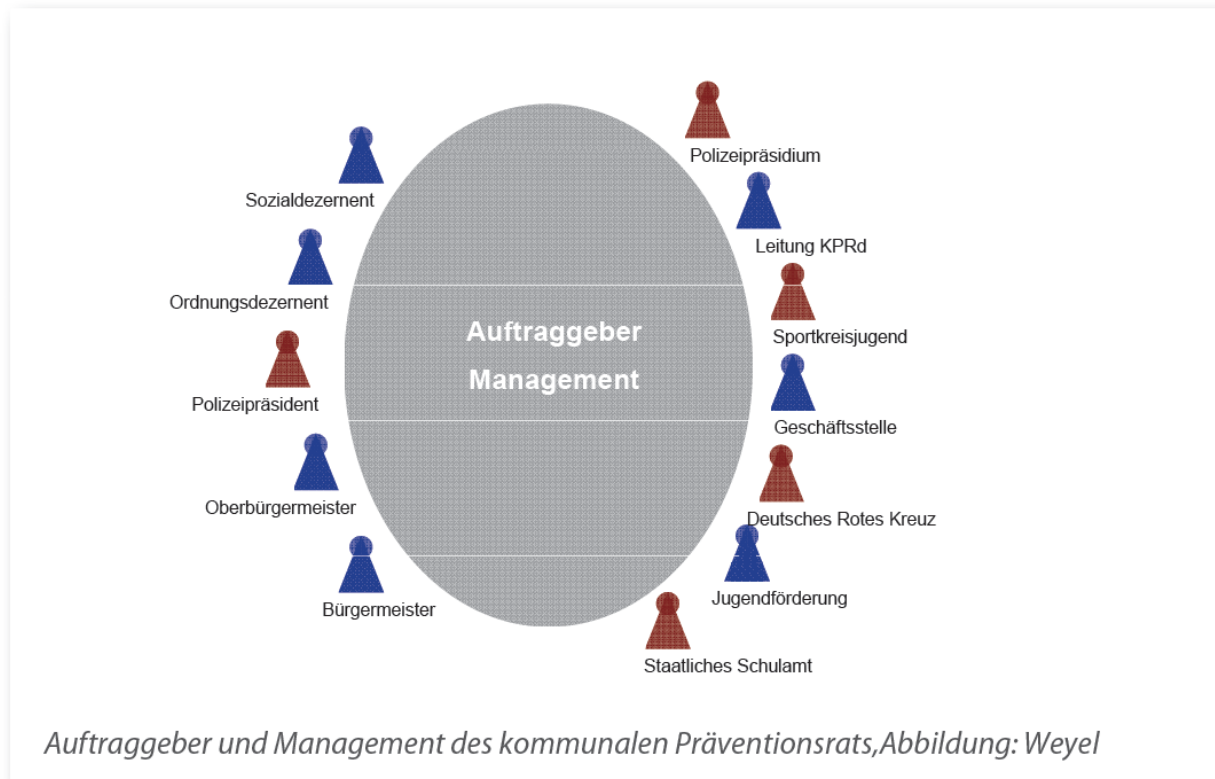 Polizeipräsidium
Sozialdezernent
Leitung KPRd
Ordnungsdezernent
Auftraggeber
Management
Sportkreisjugend
Polizeipräsident
Geschäftsstelle
Oberbürgermeister
Deutsches Rotes Kreuz
Bürgermeister
Jugendförderung
Staatliches Schulamt
Auftraggeber und Management des kommunalen Präventionsrats,Abbildung: Weyel